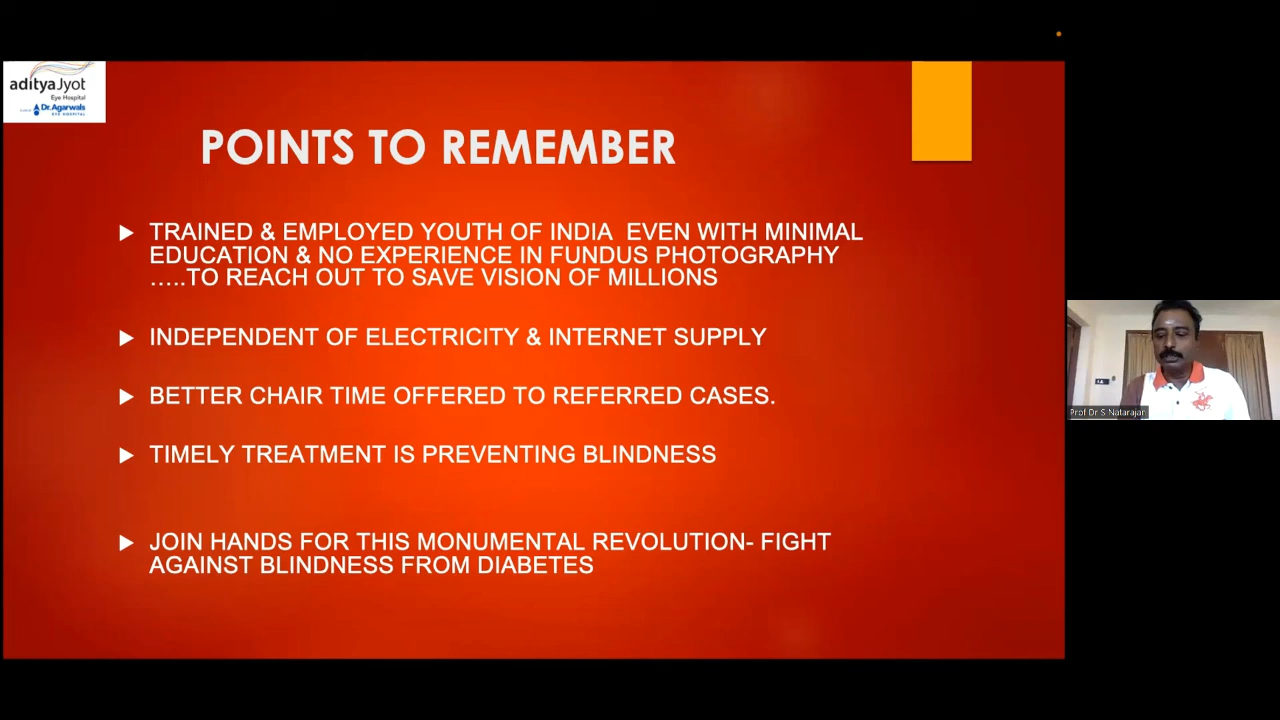 adityaJyot
Eye Hospital
Dr.Agarwals
EYE HOSPITAL
POINTS TO REMEMBER
TRAINED & EMPLOYED YOUTH OF INDIA EVEN WITH MINIMAL
EDUCATION & NO EXPERIENCE IN FUNDUS PHOTOGRAPHY
…..TO REACH OUT TO SAVE VISION OF MILLIONS
INDEPENDENT OF ELECTRICITY & INTERNET SUPPLY
BETTER CHAIR TIME OFFERED TO REFERRED CASES.
TIMELY TREATMENT IS PREVENTING BLINDNESS
JOIN HANDS FOR THIS MONUMENTAL REVOLUTION- FIGHT
AGAINST BLINDNESS FROM DIABETES
Prof Dr S Natarajan